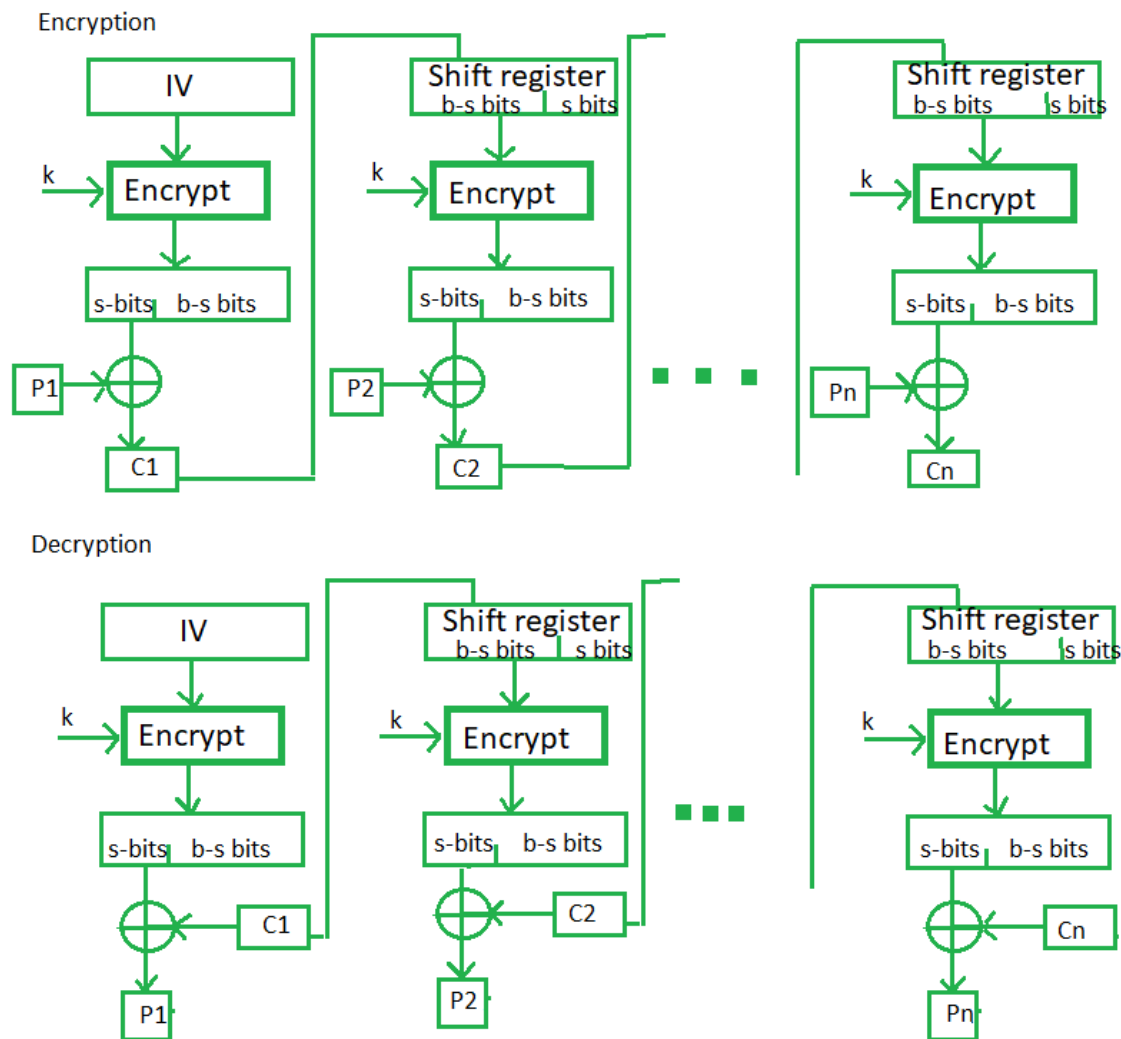 Encryption
IV
Shift register
b-s bits s bits
Shift register
b-s bits s bits
k
Encrypt
k
Encrypt
k
Encrypt
s-bits b-s bits
s-bits b-s bits
s-bits b-s bits
P1
P2
Pn
C1
C2
Cn
Decryption
IV
Shift register
b-s bits s bits
Shift register
b-s bits s bits
k
Encrypt
k
Encrypt
k
Encrypt
s-bits b-s bits
s-bits b-s bits
s-bits b-s bits
C1
C2
Cn
P1
P2
Pn